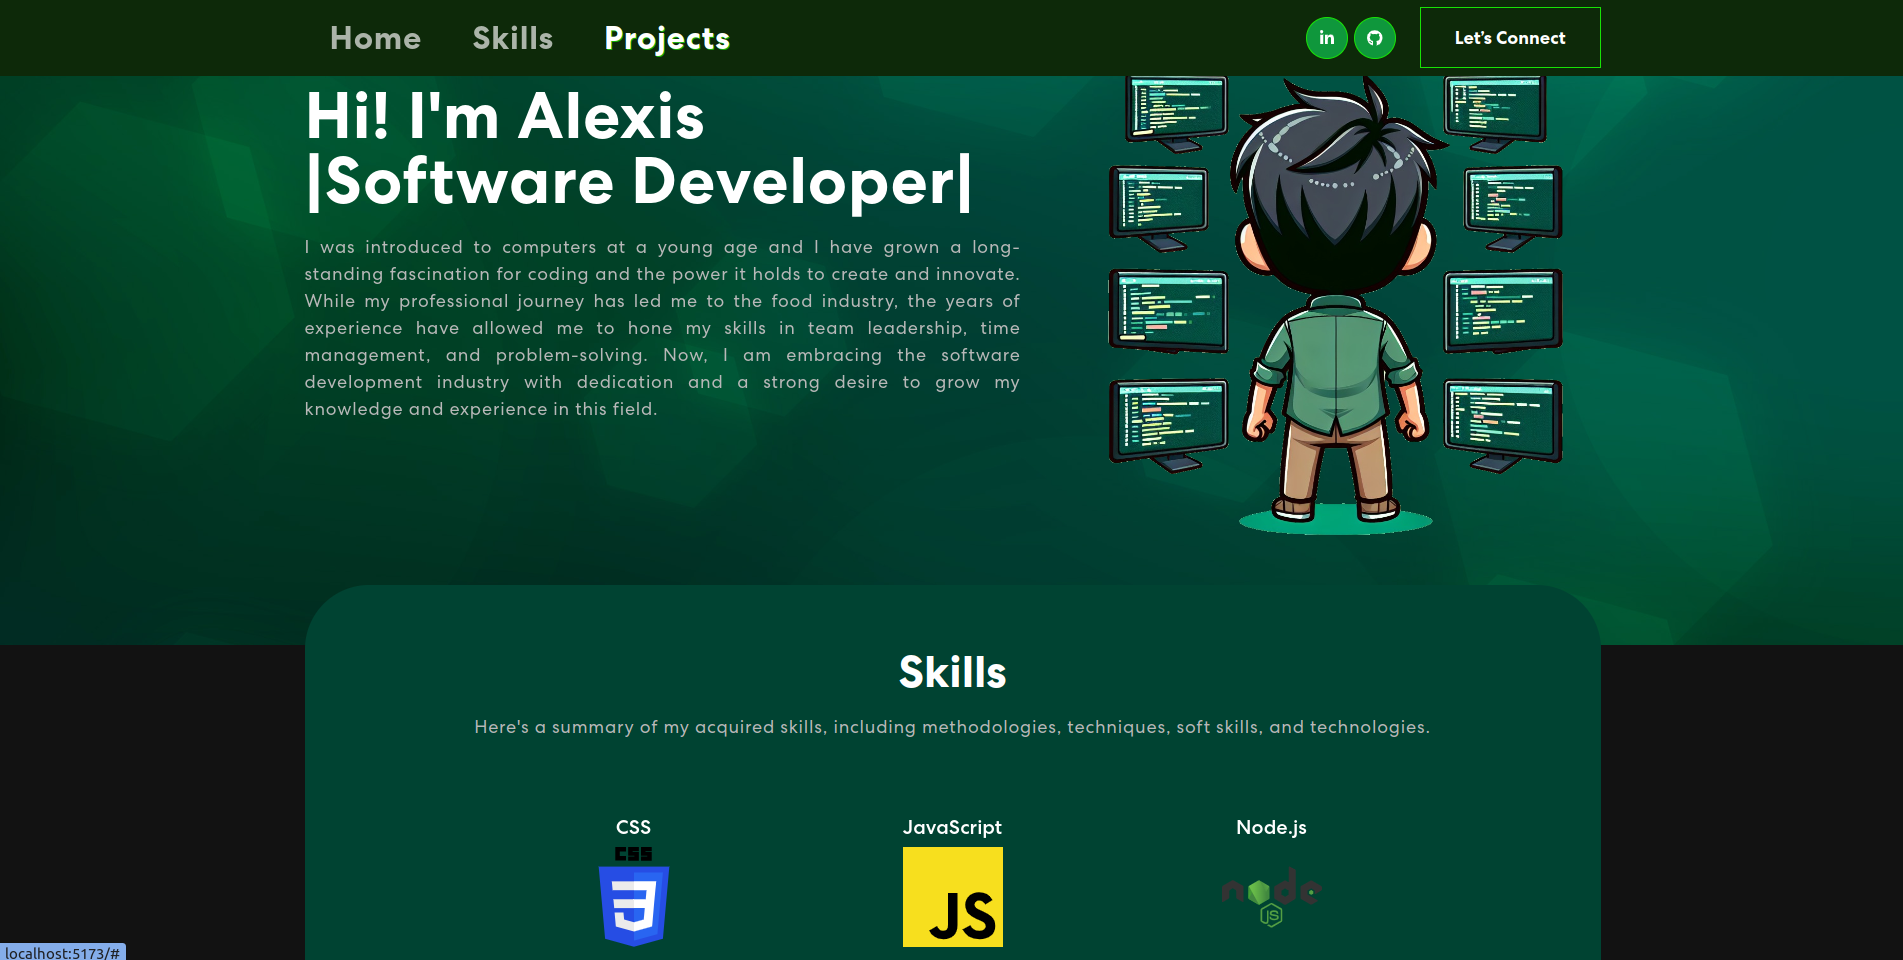 Home Skills Projects Let's Connect
Hi! I'm Alexis
|Software Developer|
I was introduced to computers at a young age and I have grown a long-
standing fascination for coding and the power it holds to create and innovate.
While my professional journey has led me to the food industry, the years of
experience have allowed me to hone my skills in team leadership, time
management, and problem-solving. Now, I am embracing the software
development industry with dedication and a strong desire to grow my
knowledge and experience in this field.
Skills
Here's a summary of my acquired skills, including methodologies, techniques, soft skills, and technologies.
CSS JavaScript Node.js
CSS
3 JS node
JS
localhost:5173/#